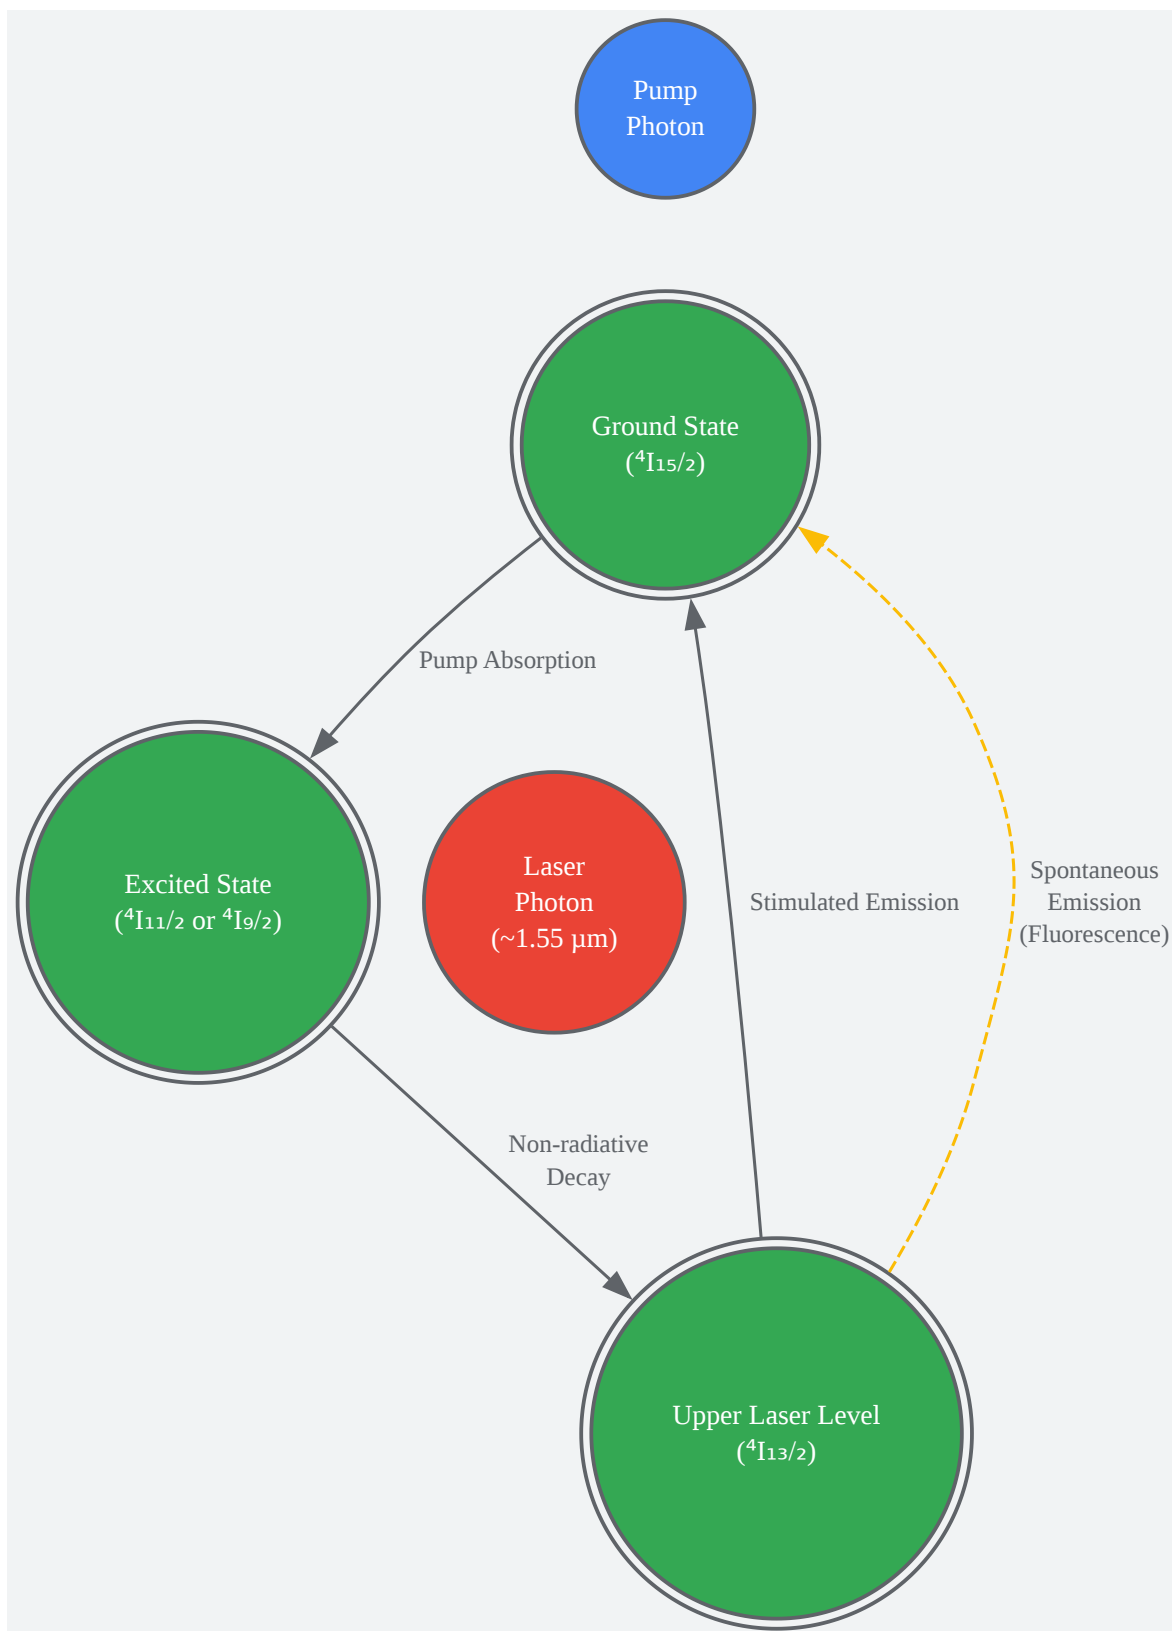 Pump
Photon
Ground State
(⁴I₁₅/₂)
Pump Absorption
Excited State
(⁴I₁₁/₂ or ⁴I₉/₂)
Laser
Photon
(~1.55 µm)
Stimulated Emission
Spontaneous
Emission
(Fluorescence)
Non-radiative
Decay
Upper Laser Level
(⁴I₁₃/₂)